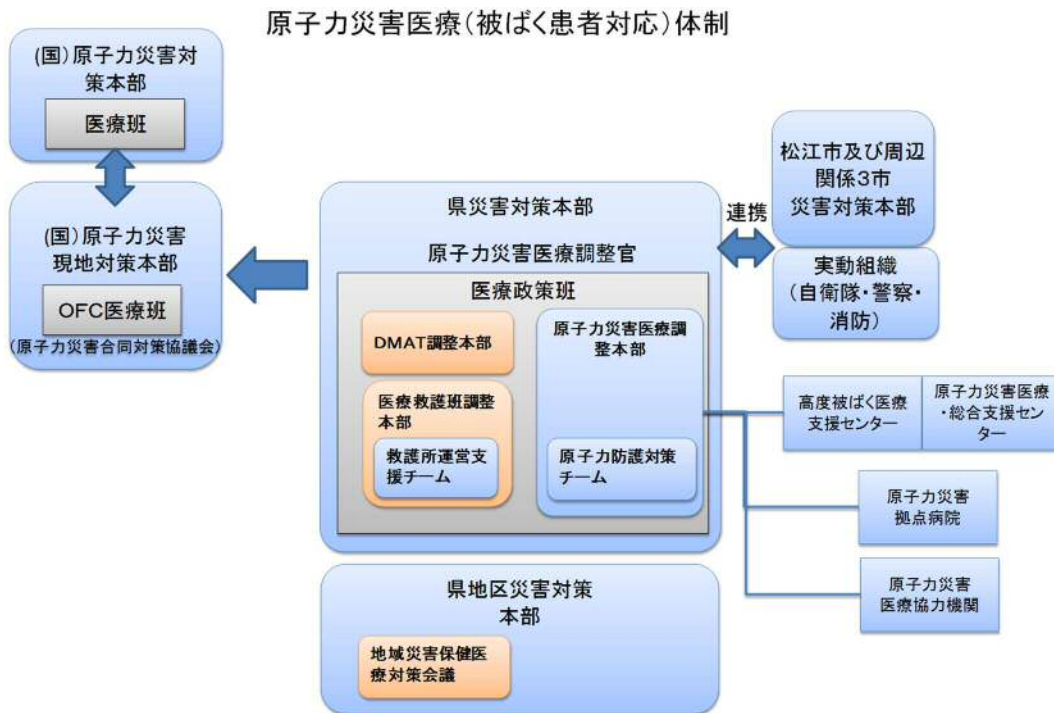 原子力災害医療(被ばく患者対応)体制
(国)原子力災害対
策本部
医療班
(国)原子力災害
現地対策本部
OFC医療班
(原子力災害合同対策協議会)
県災害対策本部
原子力災害医療調整官
医療政策班
DMAT調整本部
医療救護班調整
本部
救護所運営支
援チーム
原子力災害医療調
整本部
原子力防護対策
チーム
連携
松江市及び周辺
関係3市
災害対策本部
実動組織
(自衛隊・警察・
消防)
高度被ばく医療
支援センター
原子力災害医療
・総合支援セン
ター
原子力災害
拠点病院
原子力災害
医療協力機関
県地区災害対策
本部
地域災害保健医
療対策会議